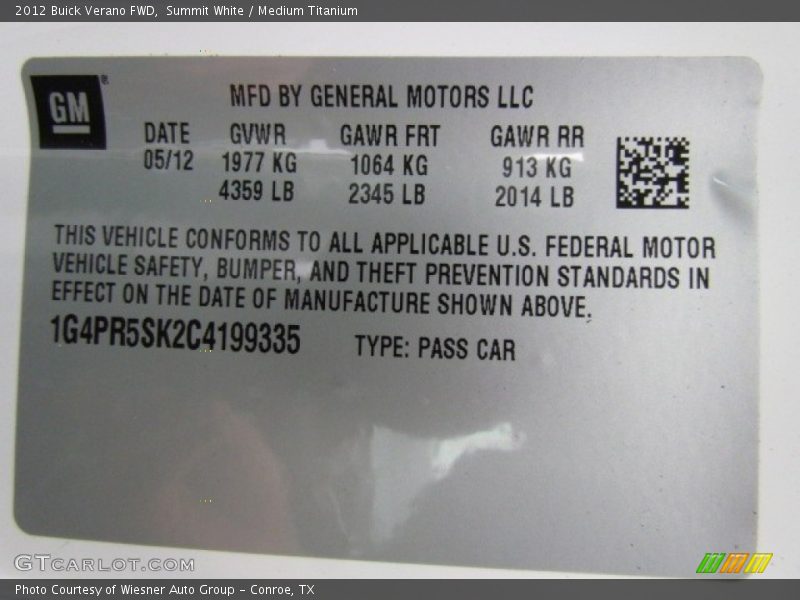 2012 Buick Verano FWD,  Summit White / Medium Titanium
GM®
MFD BY GENERAL MOTORS LLC
DATE GVWR GAWR FRT GAWR RR
05/12 1977 KG 1064 KG 913 KG
4359 LB 2345 LB 2014 LB
THIS VEHICLE CONFORMS TO ALL APPLICABLE U.S. FEDERAL MOTOR
VEHICLE SAFETY, BUMPER, AND THEFT PREVENTION STANDARDS IN
EFFECT ON THE DATE OF MANUFACTURE SHOWN ABOVE.
1G4PR5SK2C4199335 TYPE: PASS CAR
GTCARLOT.COM
Photo Courtesy of Wiesner Auto Group – Conroe, TX